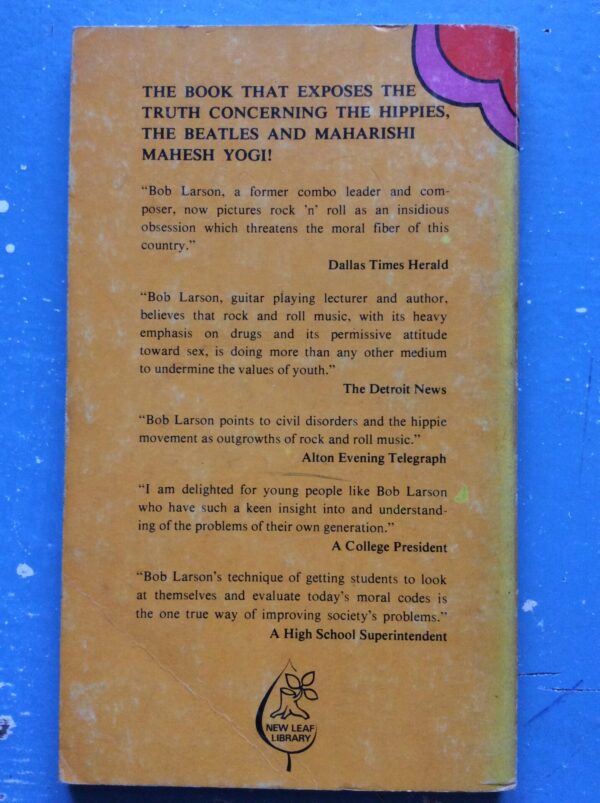 THE BOOK THAT EXPOSES THE
TRUTH CONCERNING THE HIPPIES,
THE BEATLES AND MAHARISHI
MAHESH YOGI!
“Bob Larson, a former combo leader and com-
poser, now pictures rock ’n’ roll as an insidious
obsession which threatens the moral fiber of this
country.”
Dallas Times Herald
“Bob Larson, guitar playing lecturer and author,
believes that rock and roll music, with its heavy
emphasis on drugs and its permissive attitude
toward sex, is doing more than any other medium
to undermine the values of youth.”
The Detroit News
“Bob Larson points to civil disorders and the hippie
movement as outgrowths of rock and roll music.”
Alton Evening Telegraph
“I am delighted for young people like Bob Larson
who have such a keen insight into and understand-
ing of the problems of their own generation.”
A College President
“Bob Larson’s technique of getting students to look
at themselves and evaluate today’s moral codes is
the one true way of improving society’s problems.”
A High School Superintendent
NEW LEAF
LIBRARY